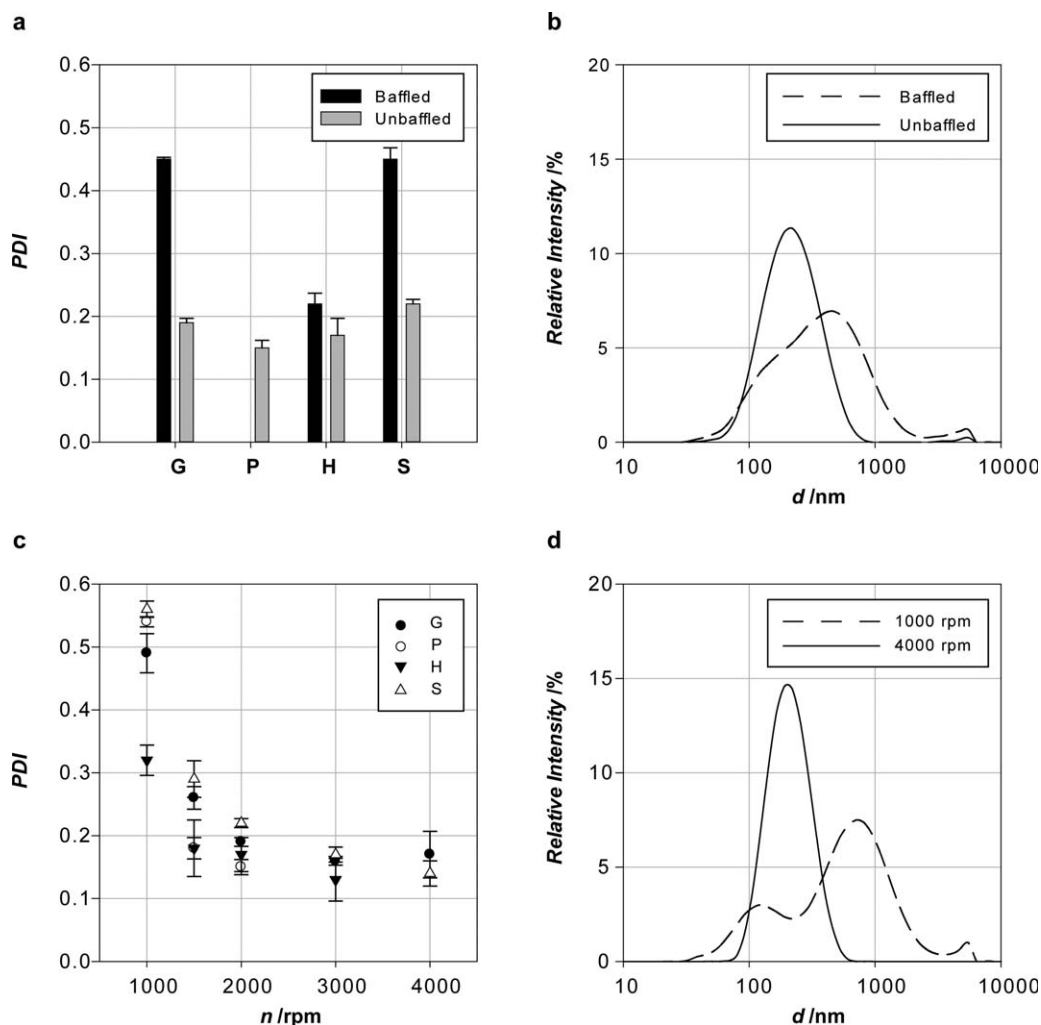 a
0.6
0.5
0.4
0.3
0.2
0.1
0.0
PDI
Baffled
Unbaffled
G P H S
b
20
15
10
5
0
Relative Intensity /%
Baffled
Unbaffled
10 100 1000 10000
d /nm
c
0.6
0.5
0.4
0.3
0.2
0.1
0.0
PDI
G
P
H
S
1000 2000 3000 4000
n /rpm
d
20
15
10
5
0
Relative Intensity /%
1000 rpm
4000 rpm
10 100 1000 10000
d /nm